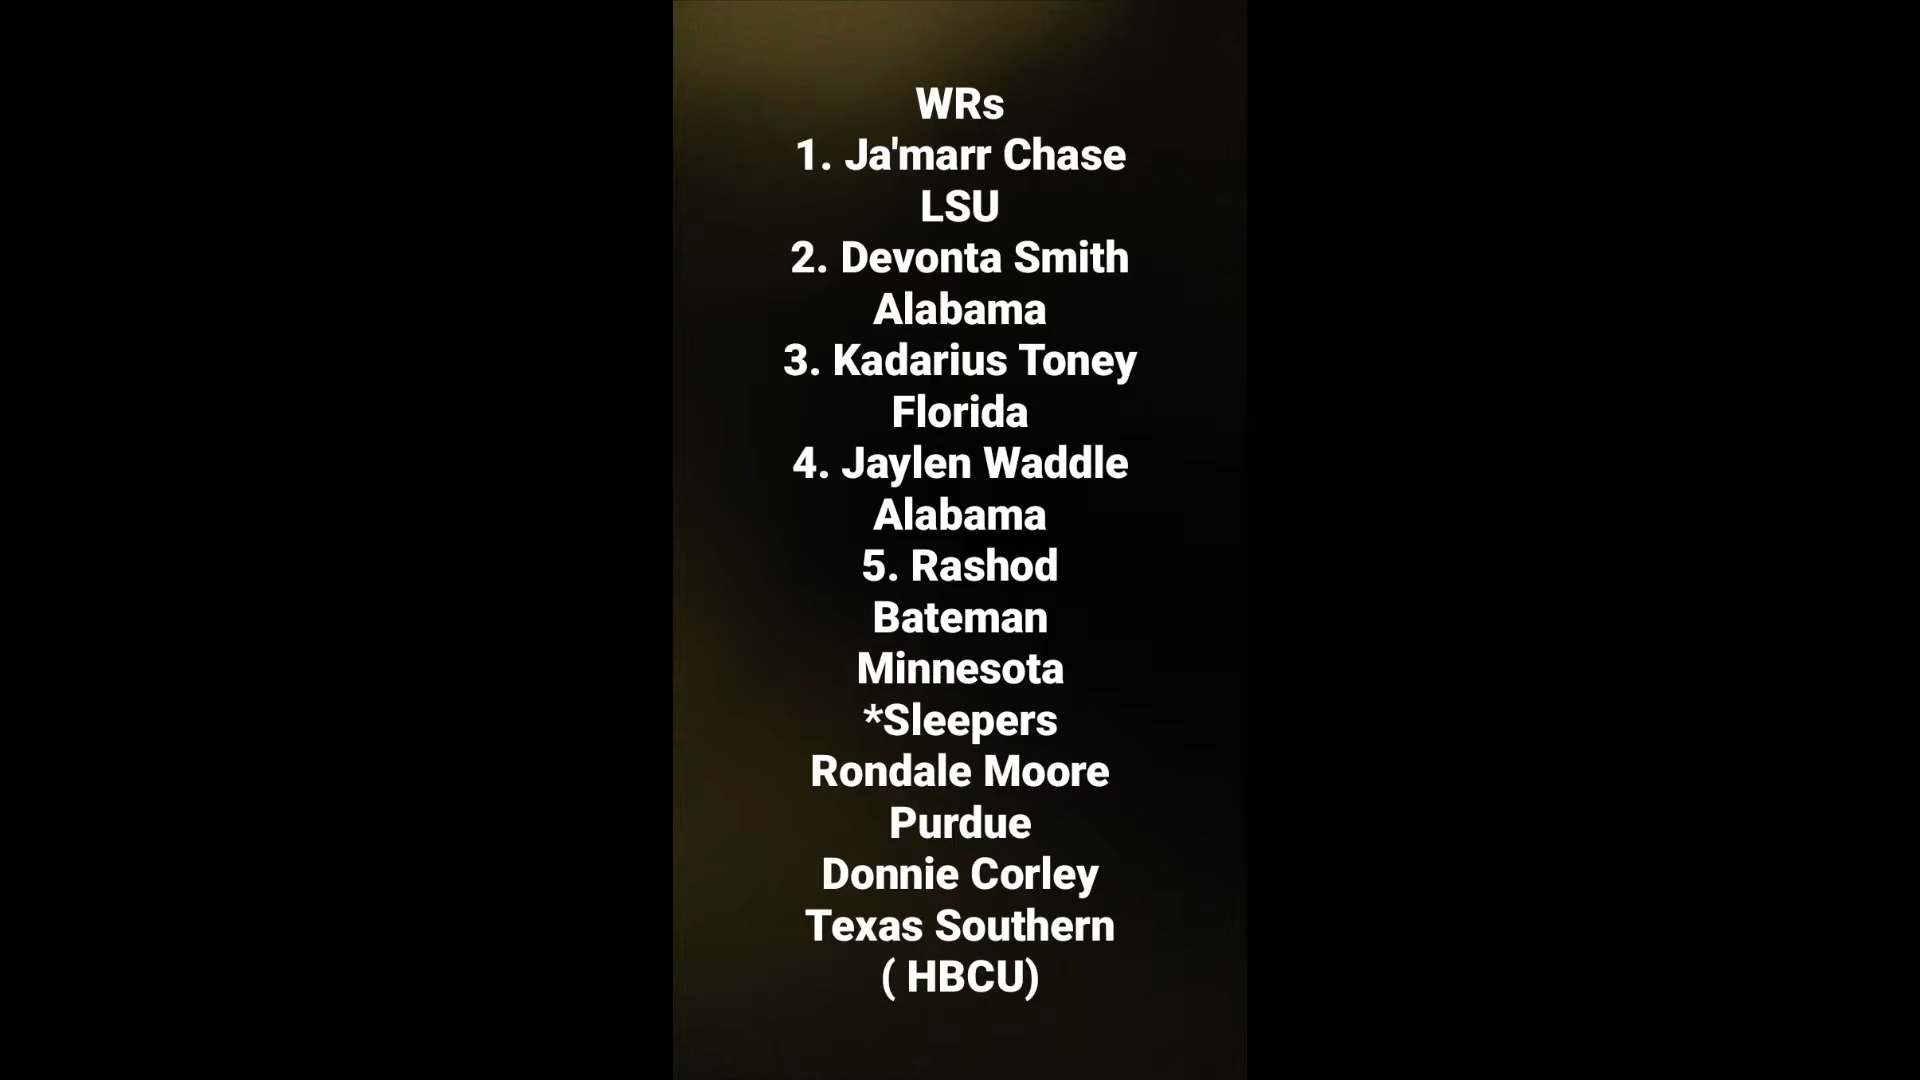 WRs
1. Ja'marr Chase
LSU
2. Devonta Smith
Alabama
3. Kadarius Toney
Florida
4. Jaylen Waddle
Alabama
5. Rashod
Bateman
Minnesota
*Sleepers
Rondale Moore
Purdue
Donnie Corley
Texas Southern
( HBCU)